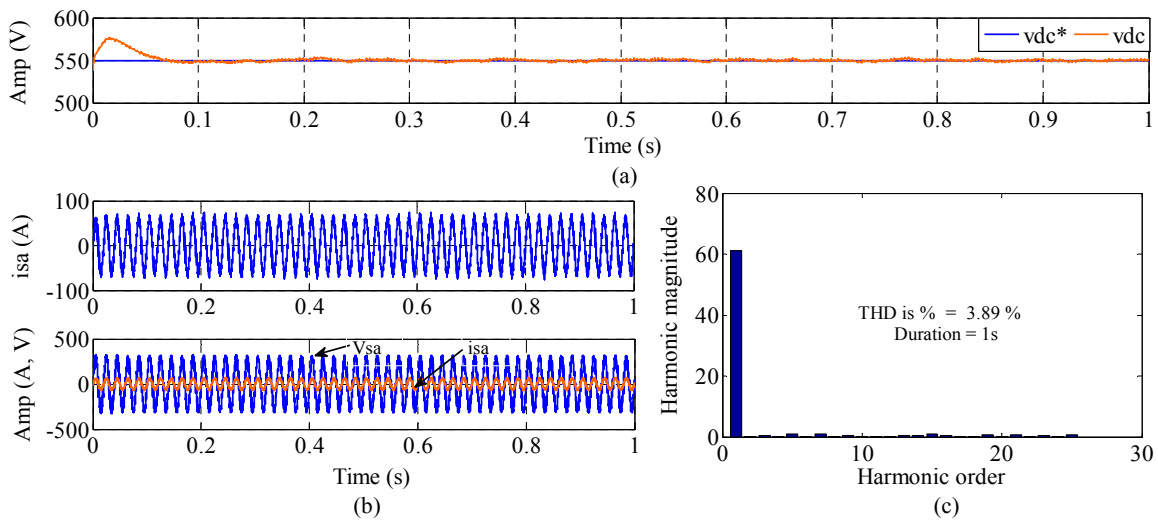 600
550
500
Amp (V)
vdc*
vdc
0 0.1 0.2 0.3 0.4 0.5 0.6 0.7 0.8 0.9 1
Time (s)
(a)
100
0
-100
isa (A)
0 0.2 0.4 0.6 0.8 1
500
0
-500
Amp (A, V)
Vsa
isa
0 0.2 0.4 0.6 0.8 1
Time (s)
(b)
80
60
40
20
0
Harmonic magnitude
THD is % = 3.89 %
Duration = 1s
0 10 20 30
Harmonic order
(c)